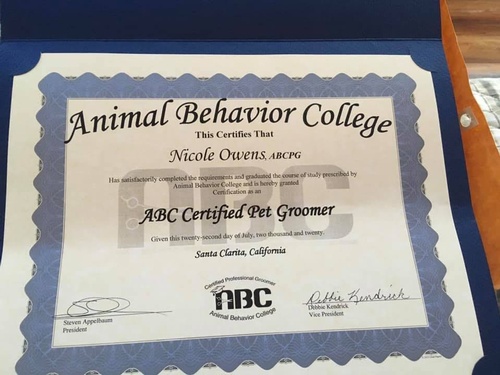 Animal Behavior College
This Certifies That
Nicole Owens, ABCPG
Has satisfactorily completed the requirements and graduated the course of study prescribed by
Animal Behavior College and is hereby granted
Certification as an
ABC Certified Pet Groomer
Given this twenty-second day of July, two thousand and twenty.
Santa Clarita, California
Certified Professional Groomer
ABC
Animal Behavior College
Steven Appelbaum
President
Debbie Kendrick
Debbie Kendrick
Vice President
ABC